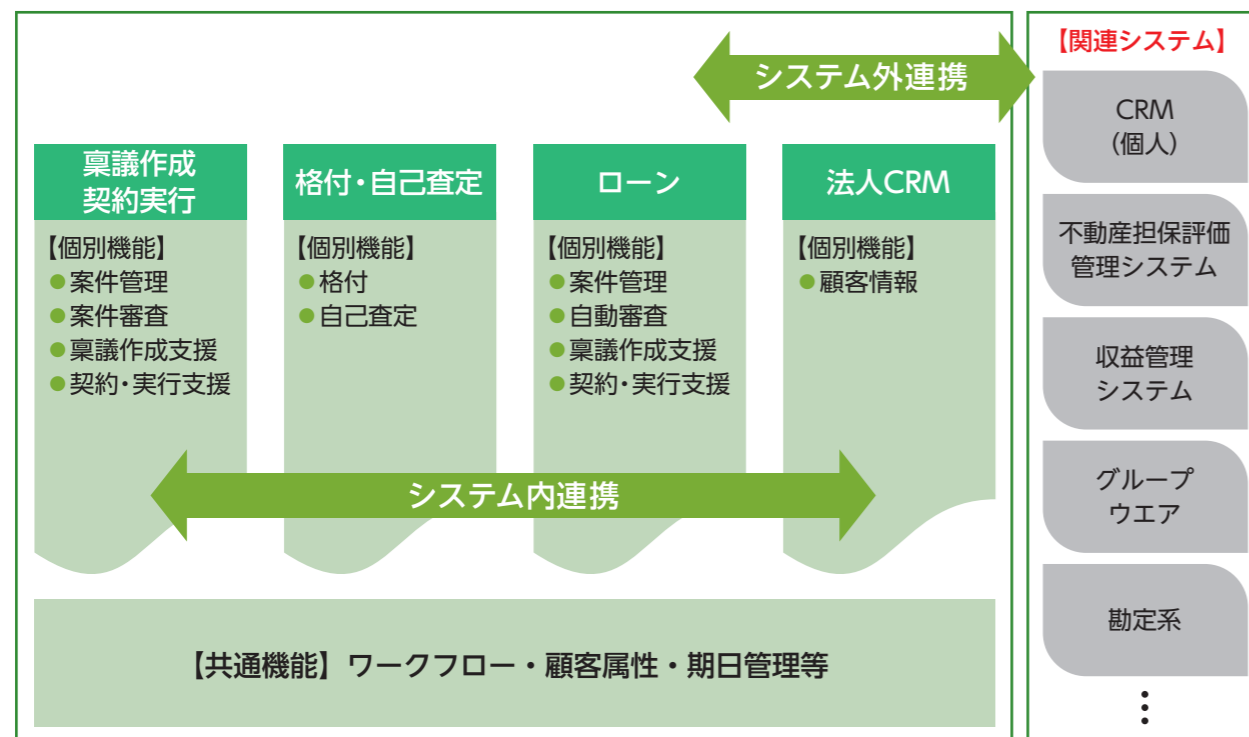 システム外連携
稟議作成
契約実行
【個別機能】
●案件管理
●案件審査
●稟議作成支援
●契約・実行支援
格付・自己査定
【個別機能】
●格付
●自己査定
ローン
【個別機能】
●案件管理
●自動審査
●稟議作成支援
●契約・実行支援
法人CRM
【個別機能】
●顧客情報
システム内連携
【共通機能】ワークフロー・顧客属性・期日管理等
【関連システム】
CRM
（個人）
不動産担保評価
管理システム
収益管理
システム
グループ
ウエア
勘定系